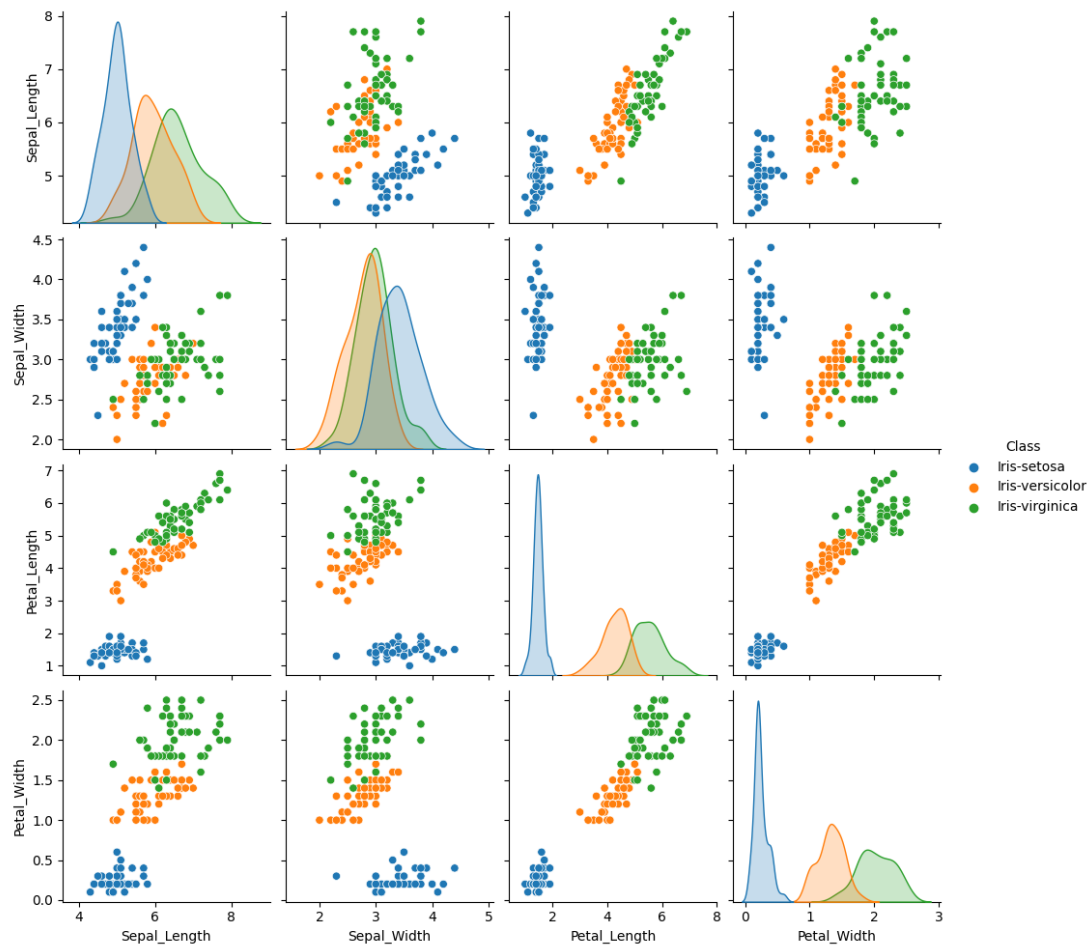 8
7
6
5
Sepal_Length
4.5
4.0
3.5
3.0
2.5
2.0
Sepal_Width
Class
Iris-setosa
Iris-versicolor
Iris-virginica
7
6
5
4
3
2
1
Petal_Length
2.5
2.0
1.5
1.0
0.5
0.0
Petal_Width
4 6 8
2 3 4 5
0 2 4 6 8
0 1 2 3
Sepal_Length Sepal_Width Petal_Length Petal_Width